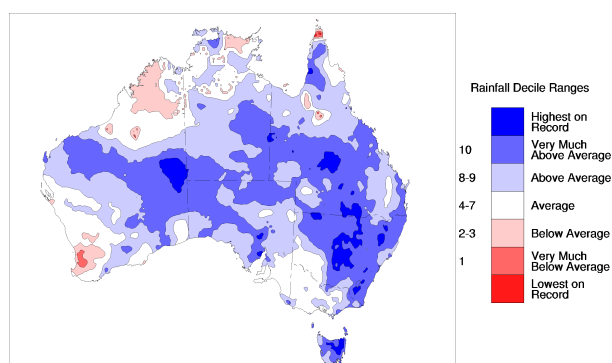 Rainfall Decile Ranges
Highest on
Record
10
Very Much
Above Average
8-9
Above Average
4-7
Average
2-3
Below Average
1
Very Much
Below Average
Lowest on
Record